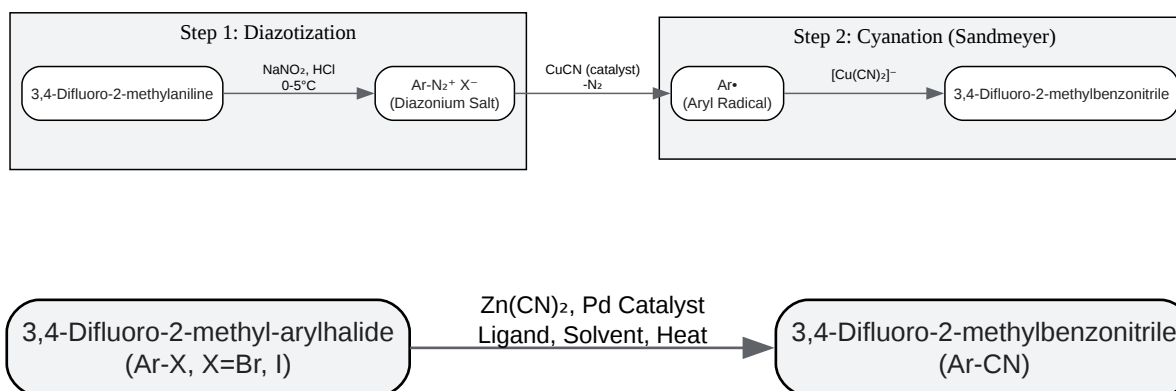 Step 1: Diazotization
3,4-Difluoro-2-methylaniline
NaNO₂, HCl
0-5°C
Ar-N₂⁺ X⁻
(Diazonium Salt)
CuCN (catalyst)
-N₂
Step 2: Cyanation (Sandmeyer)
Ar•
(Aryl Radical)
[Cu(CN)₂]⁻
3,4-Difluoro-2-methylbenzonitrile
3,4-Difluoro-2-methyl-arylhalide
(Ar-X, X=Br, I)
Zn(CN)₂, Pd Catalyst
Ligand, Solvent, Heat
3,4-Difluoro-2-methylbenzonitrile
(Ar-CN)